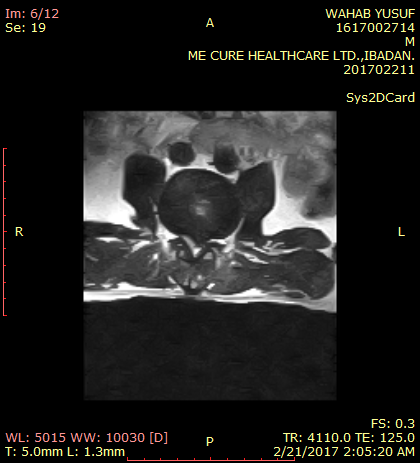 Im: 6/12
Se: 19
A
WAHAB YUSUF
1617002714
M
ME CURE HEALTHCARE LTD.,IBADAN.
201702211
Sys2DCard
R
L
WL: 5015 WW: 10030 [D]
T: 5.0mm L: 1.3mm
P
FS: 0.3
TR: 4110.0 TE: 125.0
2/21/2017 2:05:20 AM